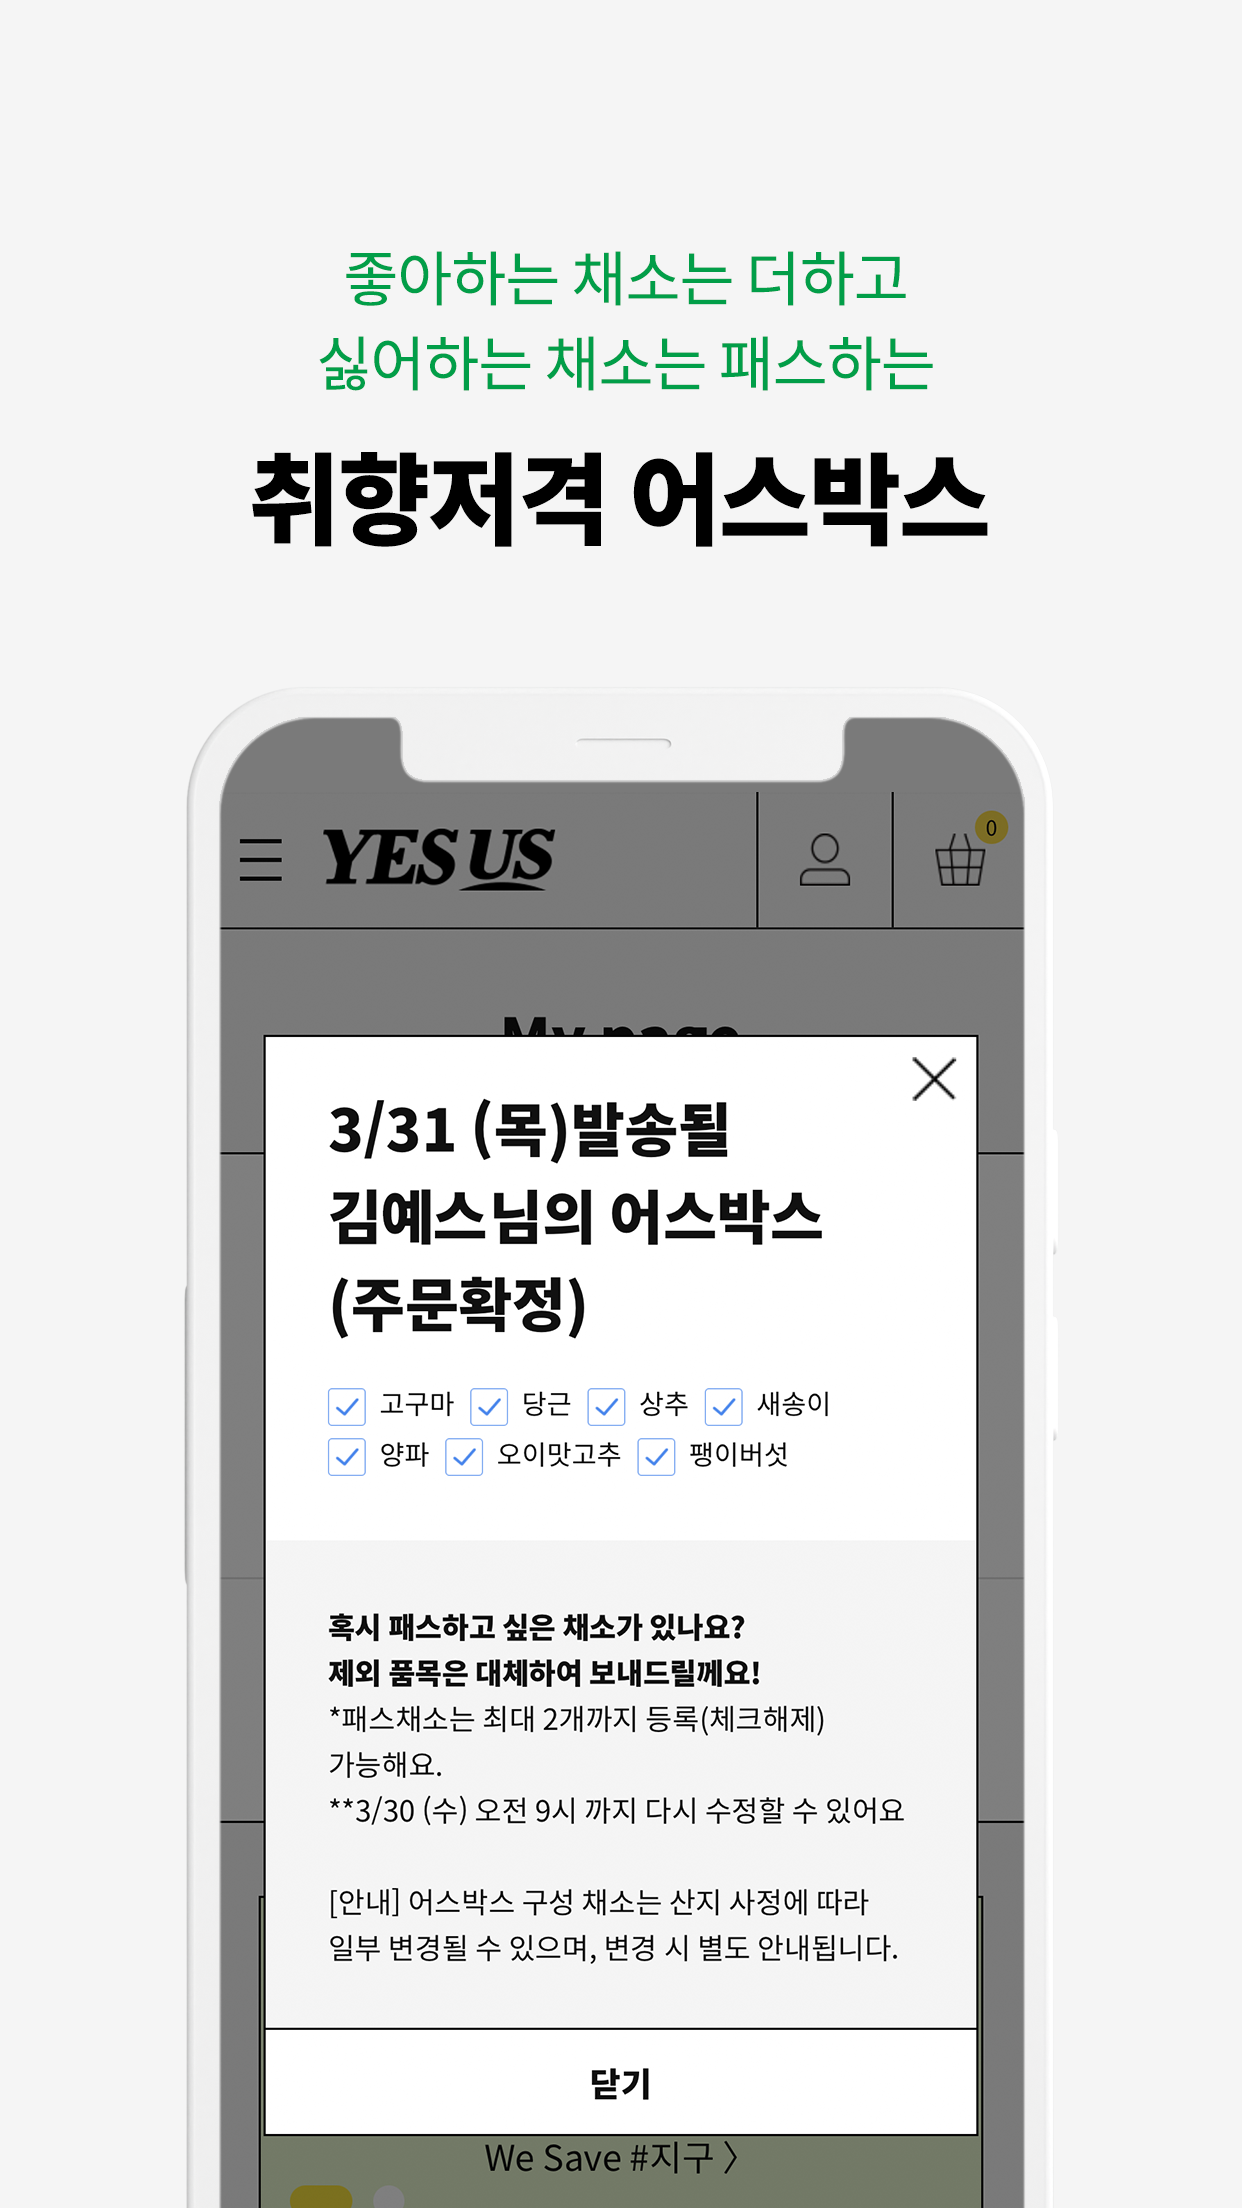 좋아하는 채소는 더하고
싫어하는 채소는 패스하는
취향저격 어스박스
YES US
0
My page
3/31 (목)발송될
김예스님의 어스박스
(주문확정)
고구마 당근 상추 새송이
양파 오이맛고추 팽이버섯
혹시 패스하고 싶은 채소가 있나요?
제외 품목은 대체하여 보내드릴께요!
*패스채소는 최대 2개까지 등록(체크해제)
가능해요.
**3/30 (수) 오전 9시 까지 다시 수정할 수 있어요
[안내] 어스박스 구성 채소는 산지 사정에 따라
일부 변경될 수 있으며, 변경 시 별도 안내됩니다.
닫기
We Save #지구 〉